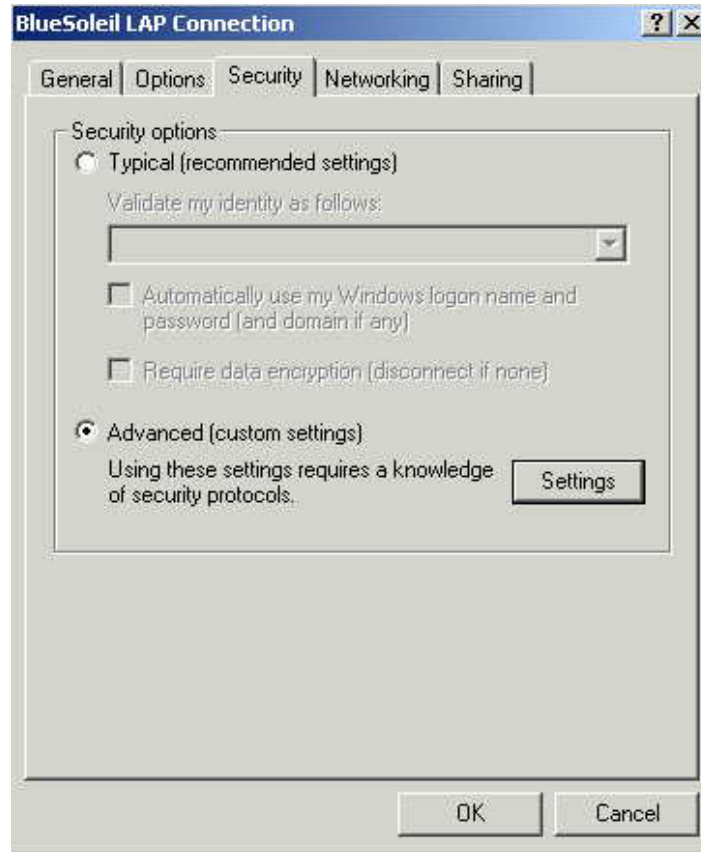 BlueSoleil LAP Connection
General Options Security Networking Sharing
Security options
Typical (recommended settings)
Validate my identity as follows:
Automatically use my Windows logon name and
password (and domain if any)
Require data encryption (disconnect if none)
Advanced (custom settings)
Using these settings requires a knowledge
of security protocols.
Settings
OK Cancel